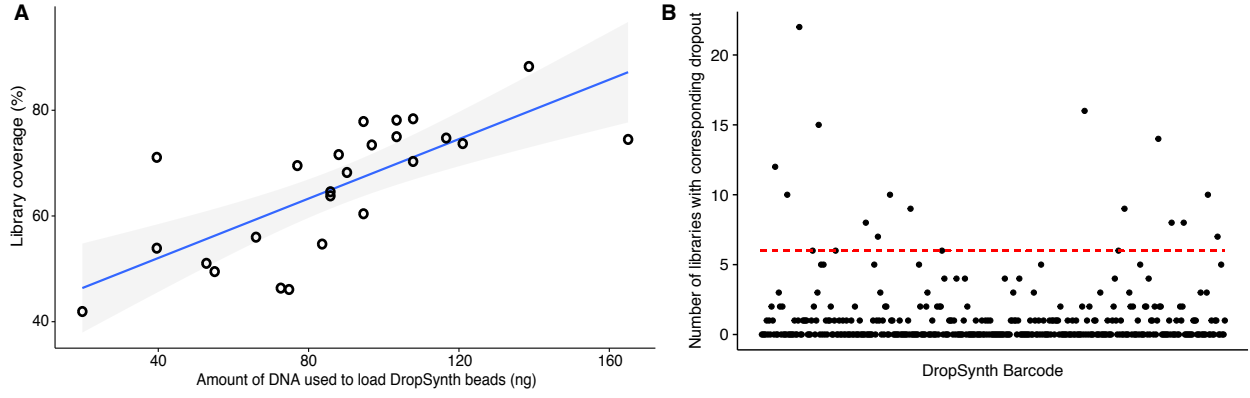 A
Library coverage (%)
80
60
40
40
80
120
160
Amount of DNA used to load DropSynth beads (ng)
B
Number of libraries with corresponding dropout
20
15
10
5
0
DropSynth Barcode